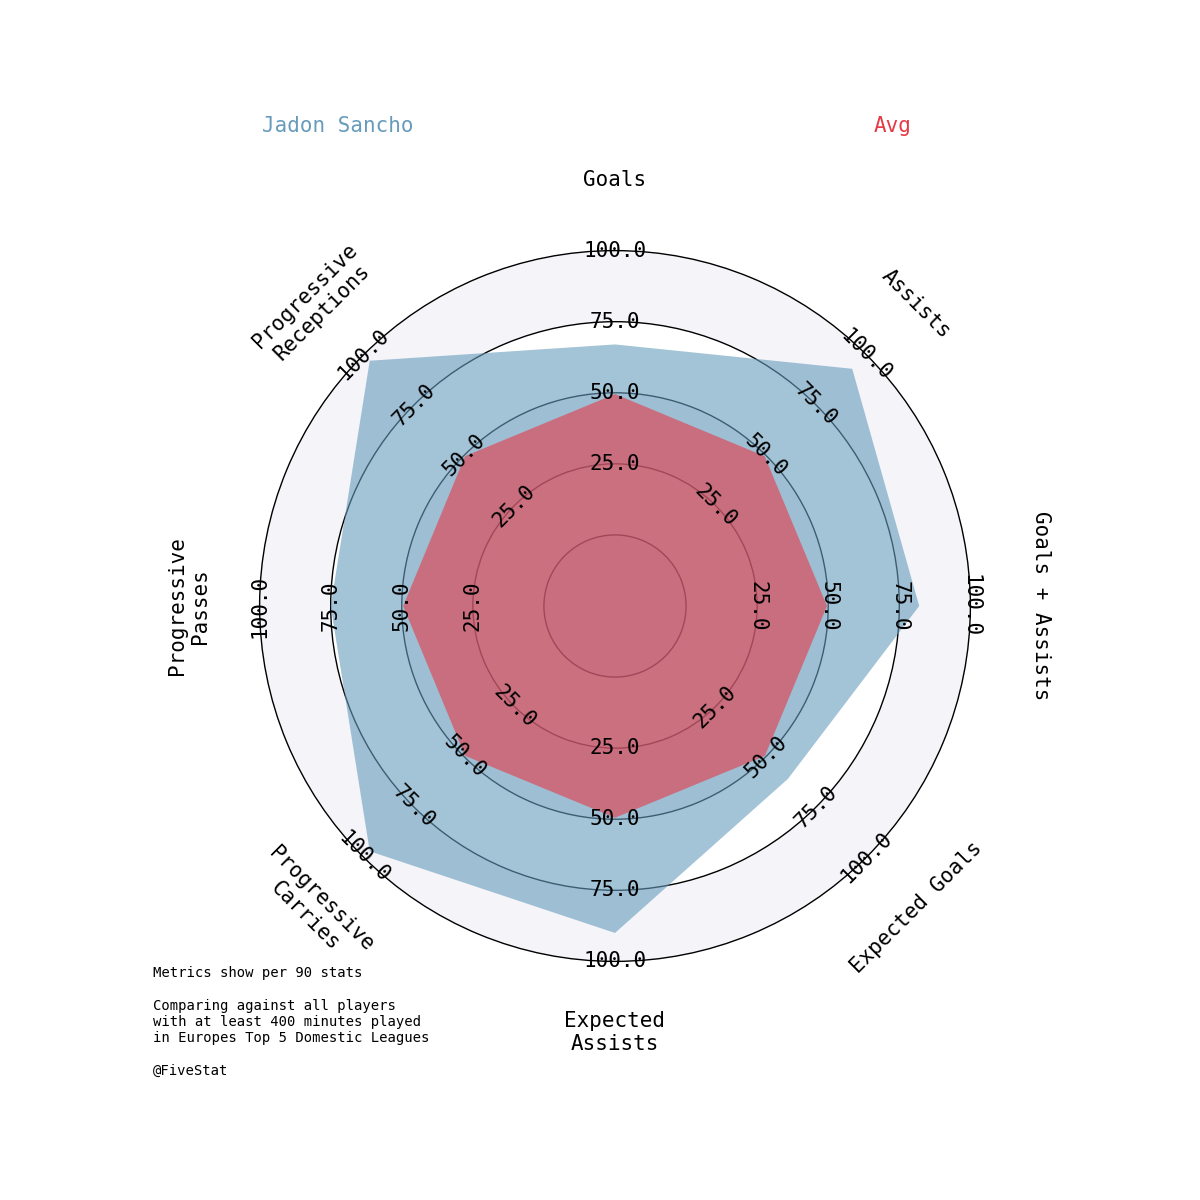 Jadon Sancho
Avg
Goals
Progressive
Receptions
Assists
100.0
100.0
100.0
75.0
75.0
75.0
50.0
50.0
50.0
25.0
25.0
25.0
Progressive
Passes
100.0
75.0
50.0
25.0
25.0
50.0
75.0
100.0
Goals + Assists
25.0
25.0
25.0
50.0
50.0
50.0
75.0
75.0
75.0
100.0
100.0
100.0
Progressive
Carries
Expected Goals
Expected
Assists
Metrics show per 90 stats
Comparing against all players
with at least 400 minutes played
in Europes Top 5 Domestic Leagues
@FiveStat